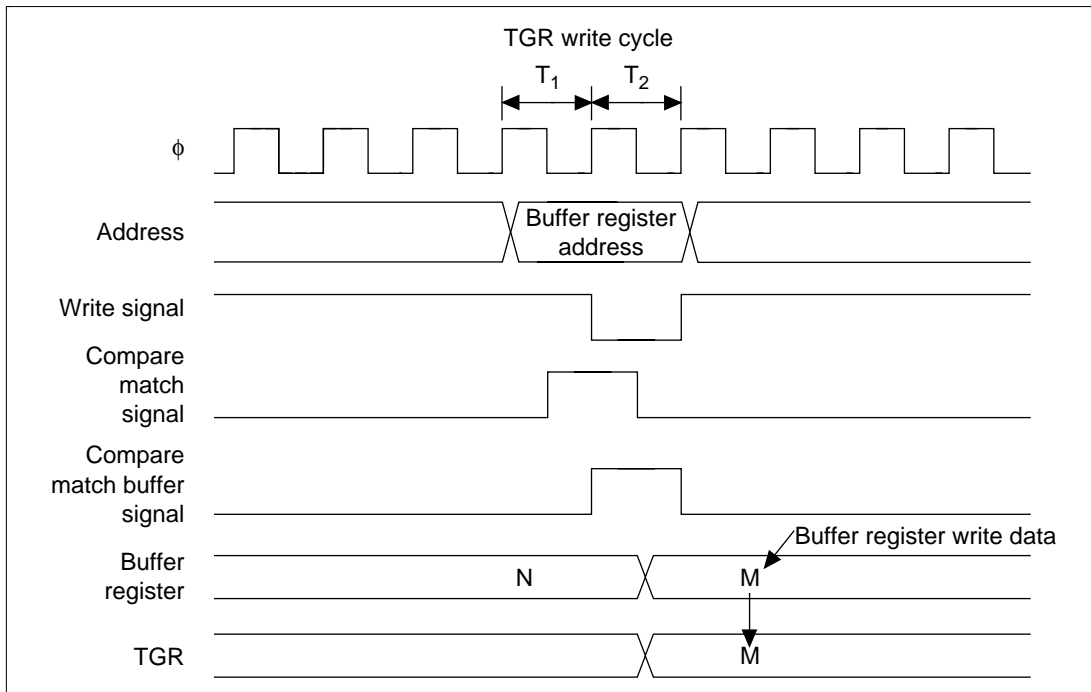 TGR write cycle
T1 T2
ϕ
Address
Buffer register
address
Write signal
Compare
match
signal
Compare
match buffer
signal
Buffer register write data
Buffer
register
N M
TGR
M